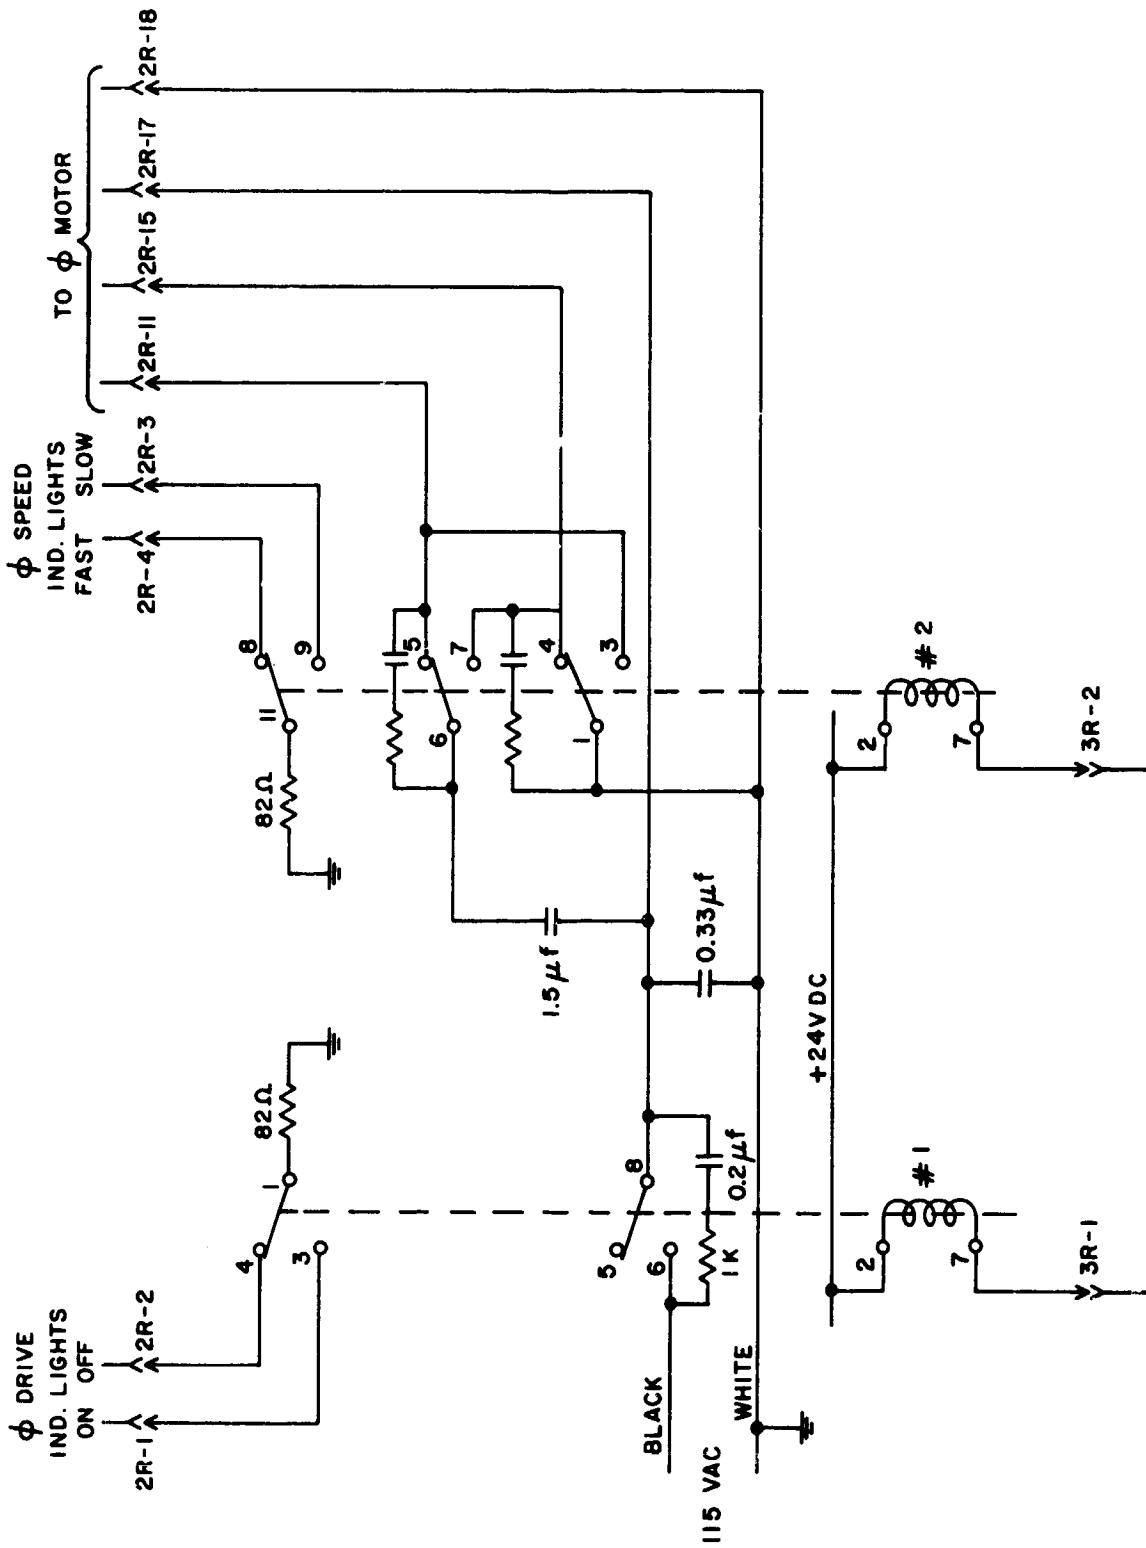 ϕ DRIVE
IND. LIGHTS
ON OFF
2R-1
2R-2
ϕ SPEED
IND. LIGHTS
FAST SLOW
2R-4
2R-3
TO ϕ MOTOR
2R-11
2R-15
2R-17
2R-18
4
3
1
82Ω
82Ω
11
8
9
5
6
7
4
1
3
1.5μf
5
6
8
1K
0.2μf
0.33μf
BLACK
115 VAC
WHITE
+24VDC
2
7
#1
3R-1
2
7
#2
3R-2